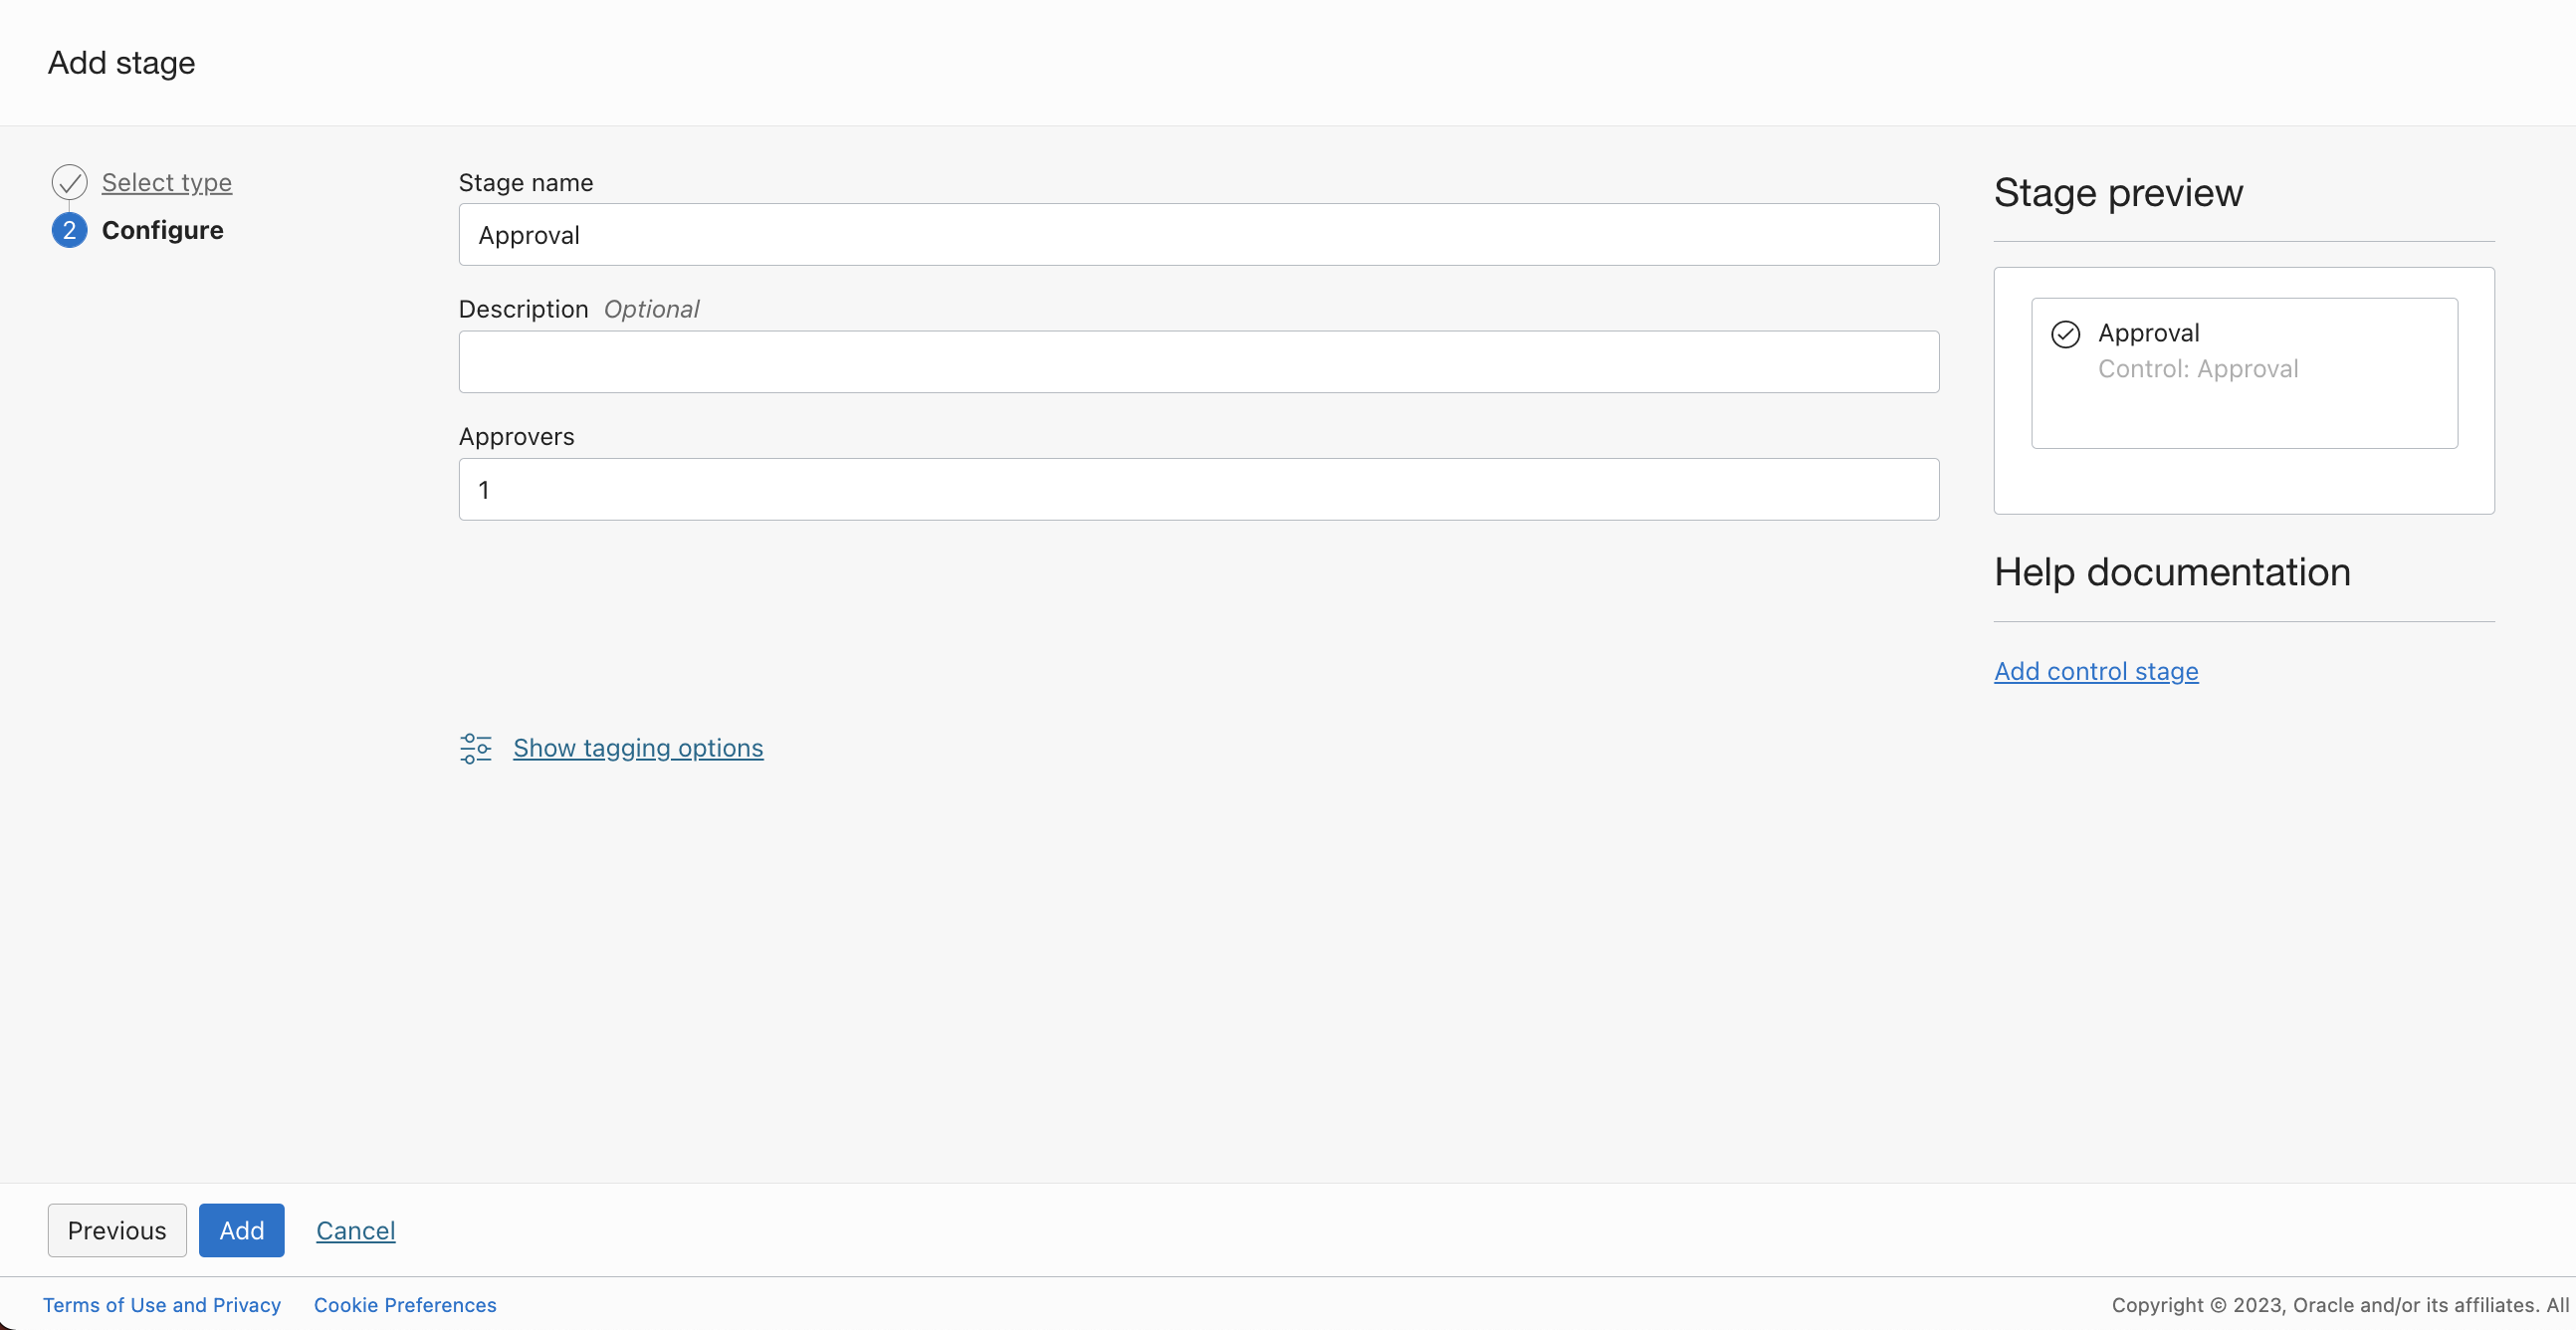 Add stage
Select type
2 Configure
Stage name
Approval
Description Optional
Approvers
1
Show tagging options
Stage preview
Approval
Control: Approval
Help documentation
Add control stage
Previous Add Cancel
Terms of Use and Privacy Cookie Preferences
Copyright © 2023, Oracle and/or its affiliates. All